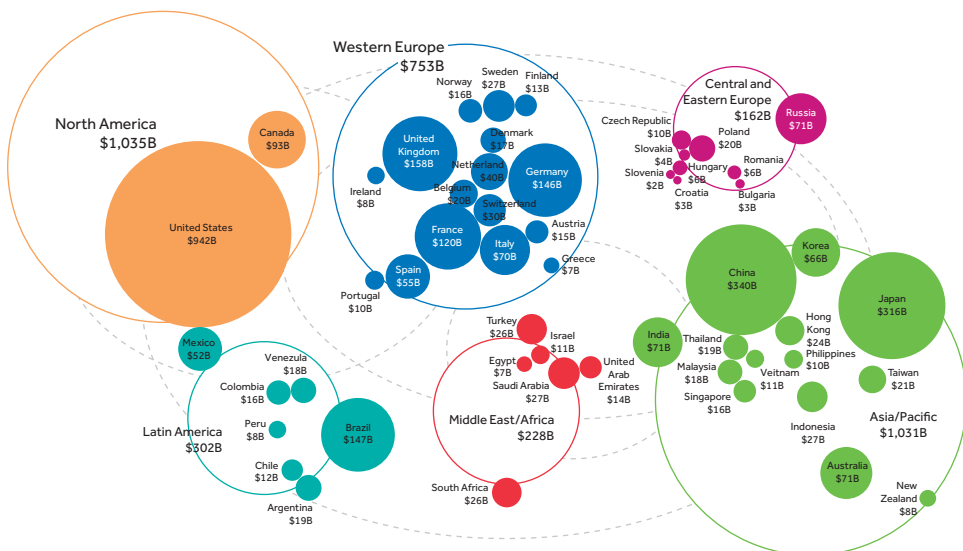 North America
$1,035B
Canada
$93B
United States
$942B
Western Europe
$753B
Norway
$16B
Sweden
$27B
Finland
$13B
United
Kingdom
$158B
Denmark
$17B
Netherland
$40B
Germany
$146B
Ireland
$8B
Belgium
$20B
Switzerland
$30B
France
$120B
Italy
$70B
Austria
$15B
Spain
$55B
Greece
$7B
Portugal
$10B
Central and
Eastern Europe
$162B
Russia
$71B
Czech Republic
$10B
Poland
$20B
Slovakia
$4B
Hungary
$6B
Romania
$6B
Slovenia
$2B
Croatia
$3B
Bulgaria
$3B
Mexico
$52B
Venezula
$18B
Colombia
$16B
Peru
$8B
Brazil
$147B
Latin America
$302B
Chile
$12B
Argentina
$19B
Turkey
$26B
Israel
$11B
Egypt
$7B
Saudi Arabia
$27B
United
Arab
Emirates
$14B
Middle East/Africa
$228B
South Africa
$26B
Korea
$66B
China
$340B
Japan
$316B
India
$71B
Hong
Kong
$24B
Thailand
$19B
Philippines
$10B
Malaysia
$18B
Veitnam
$11B
Taiwan
$21B
Singapore
$16B
Indonesia
$27B
Asia/Pacific
$1,031B
Australia
$71B
New
Zealand
$8B